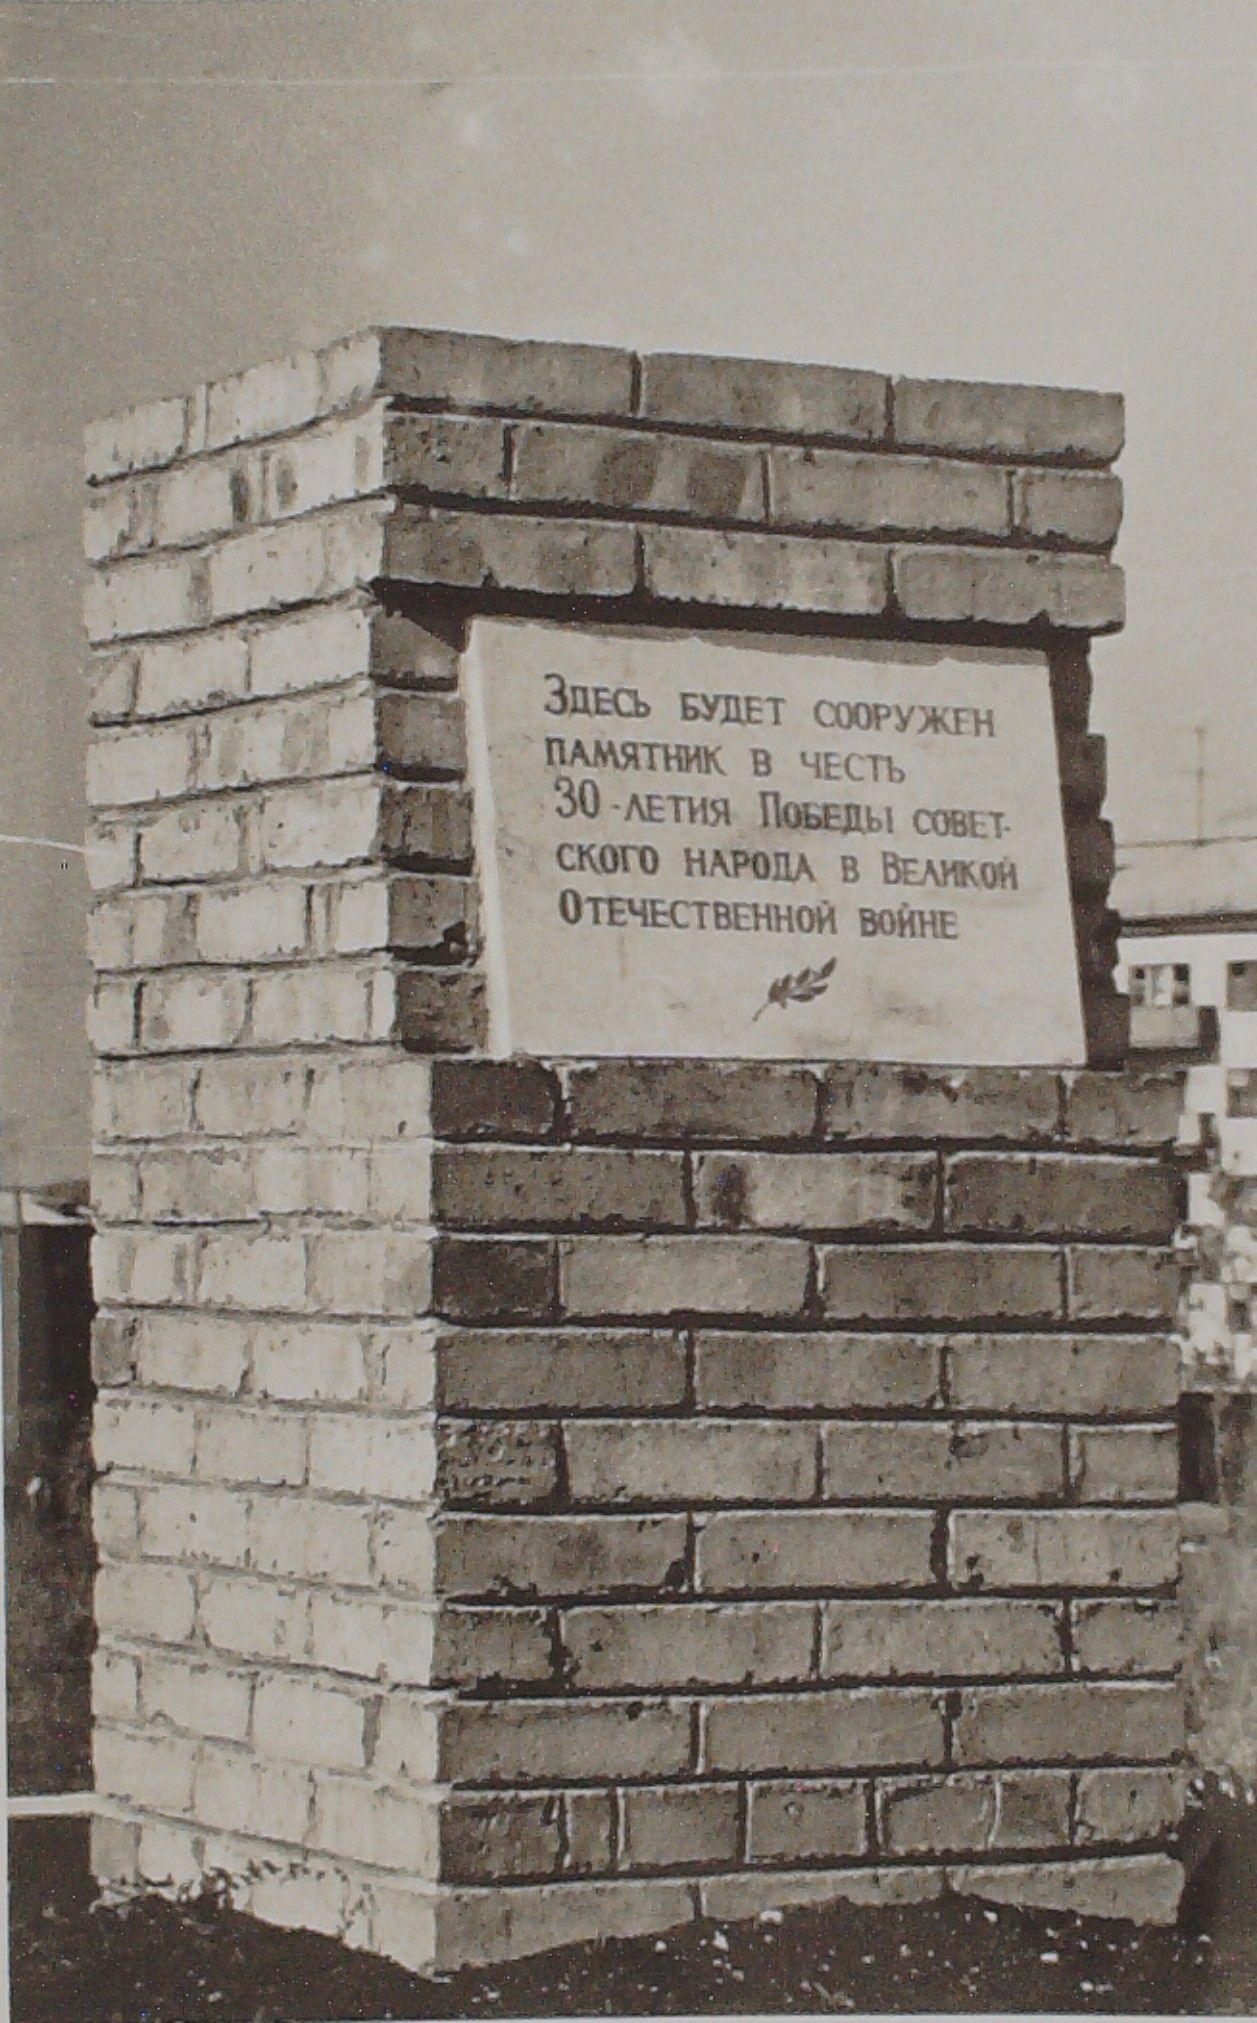 Здесь будет сооружен
памятник в честь
30-летия Победы совет-
ского народа в Великой
Отечественной войне